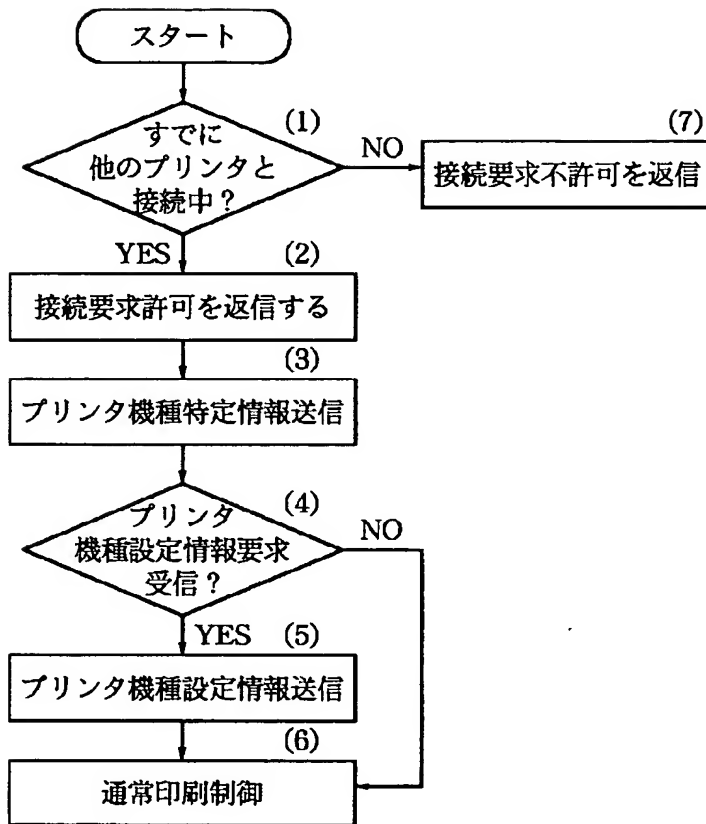 スタート
(1)
すでに
他のプリンタと
接続中？
NO
(7)
接続要求不許可を返信
YES
(2)
接続要求許可を返信する
(3)
プリンタ機種特定情報送信
(4)
プリンタ
機種設定情報要求
受信？
NO
YES
(5)
プリンタ機種設定情報送信
(6)
通常印刷制御